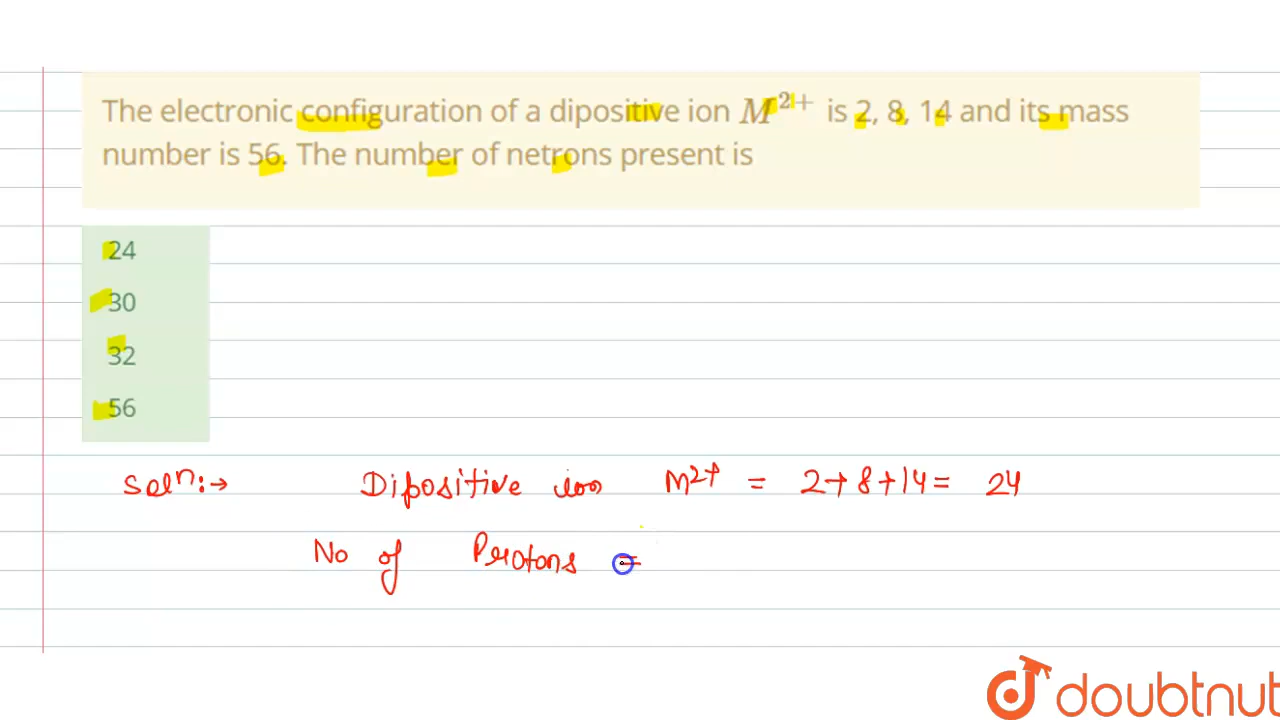 The electronic configuration of a dipositive ion M²⁺ is 2, 8, 14 and its mass
number is 56. The number of netrons present is
24
30
32
56
Solⁿ:→ Dipositive ion M²⁺ = 2+8+14= 24
No of Protons =
doubtnut